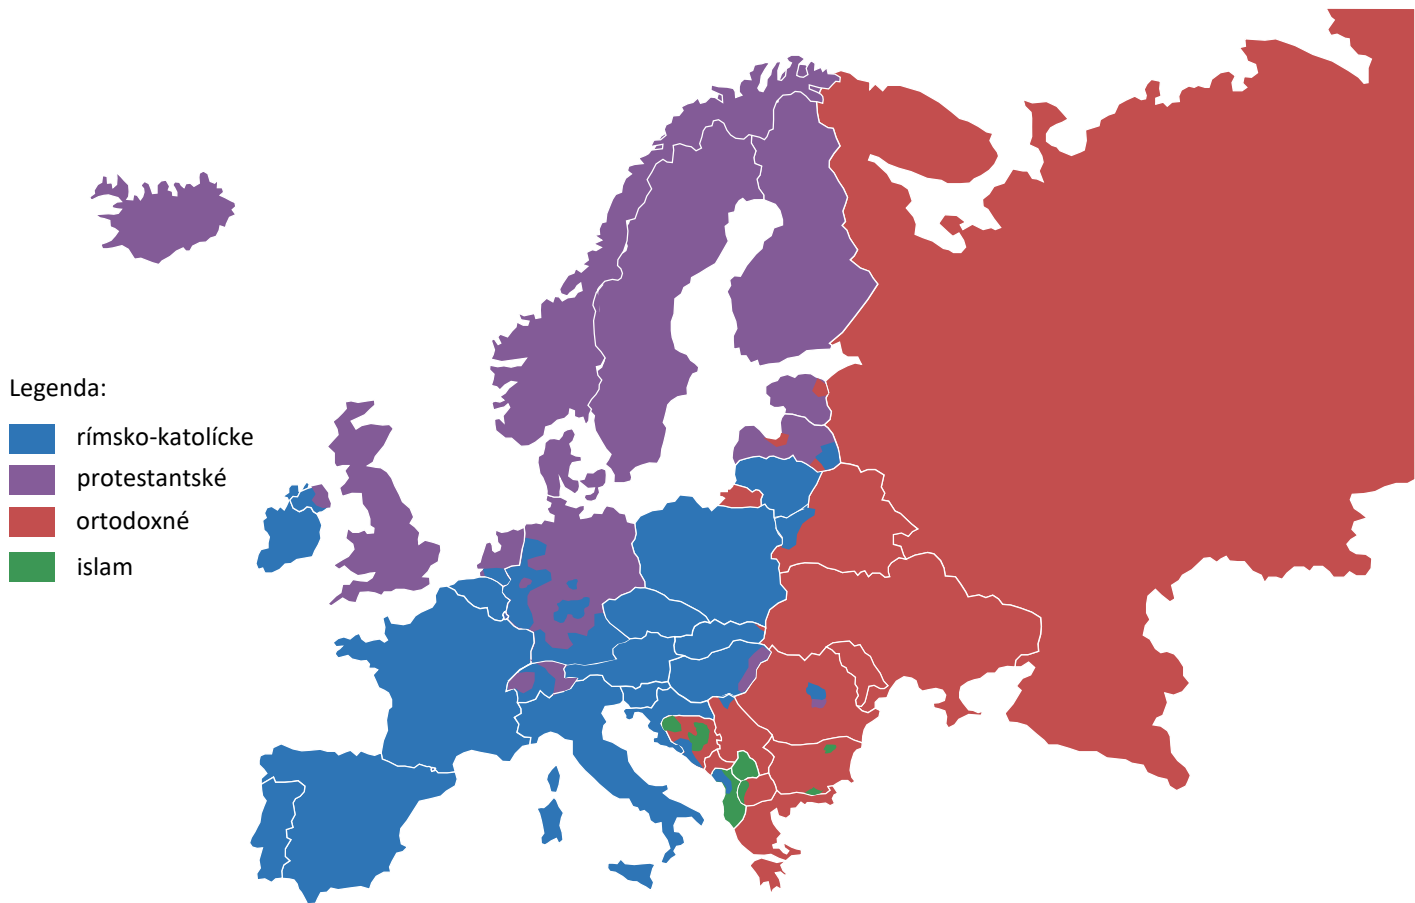 Legenda:
rímsko-katolícke
protestantské
ortodoxné
islam